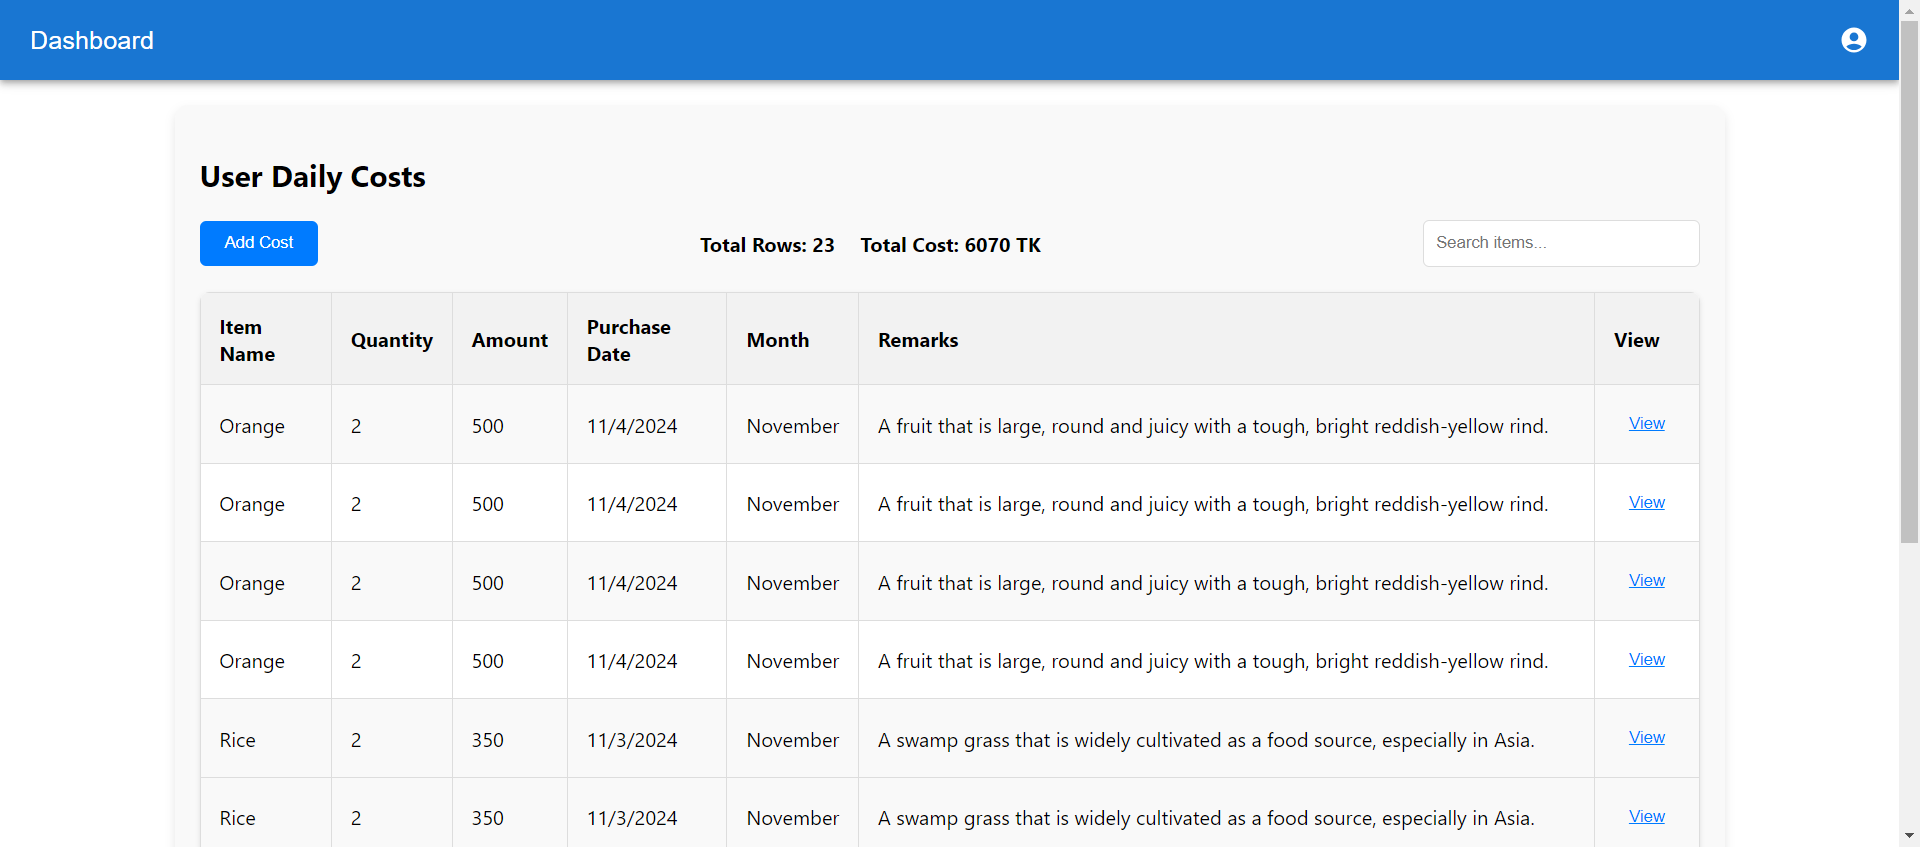 Dashboard
User Daily Costs
Add Cost
Total Rows: 23 Total Cost: 6070 TK
Search items...
Item Name Quantity Amount Purchase Date Month Remarks View
Orange 2 500 11/4/2024 November A fruit that is large, round and juicy with a tough, bright reddish-yellow rind. View
Orange 2 500 11/4/2024 November A fruit that is large, round and juicy with a tough, bright reddish-yellow rind. View
Orange 2 500 11/4/2024 November A fruit that is large, round and juicy with a tough, bright reddish-yellow rind. View
Orange 2 500 11/4/2024 November A fruit that is large, round and juicy with a tough, bright reddish-yellow rind. View
Rice 2 350 11/3/2024 November A swamp grass that is widely cultivated as a food source, especially in Asia. View
Rice 2 350 11/3/2024 November A swamp grass that is widely cultivated as a food source, especially in Asia. View